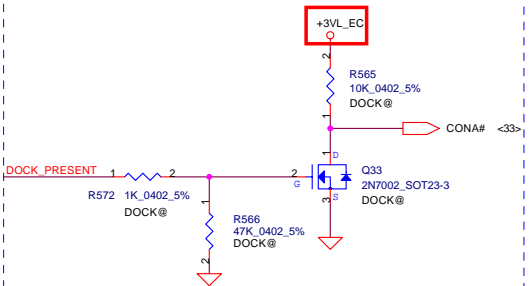 +3VL_EC
2
R565
10K_0402_5%
DOCK@
1
CONA# <33>
DOCK_PRESENT
1 2
R572 1K_0402_5%
DOCK@
1
R566
47K_0402_5%
DOCK@
2
1 D
2 G
Q33
2N7002_SOT23-3
DOCK@
3 S